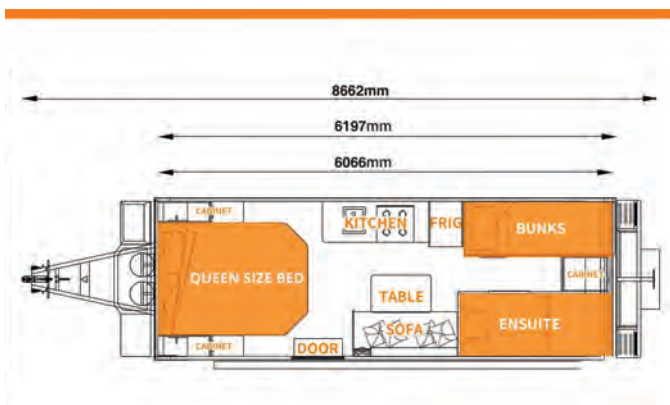 8662mm
6197mm
6066mm
CABINET
KITCHEN
FRIG
BUNKS
QUEEN SIZE BED
CABINET
TABLE
SOFA
ENSUITE
DOOR
CABINET